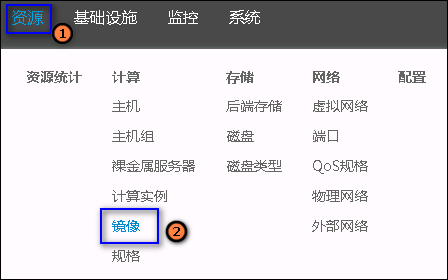 资源 ① 基础设施 监控 系统
资源统计 计算 存储 网络 配置
主机 后端存储 虚拟网络
主机组 磁盘 端口
裸金属服务器 磁盘类型 QoS规格
计算实例 物理网络
镜像 ② 外部网络
规格